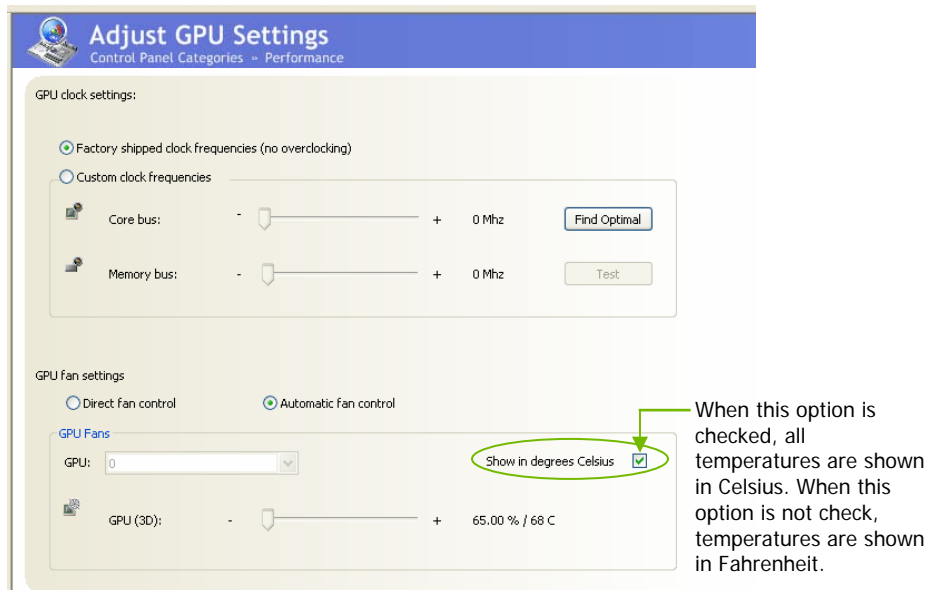 Adjust GPU Settings
Control Panel Categories » Performance
GPU clock settings:
Factory shipped clock frequencies (no overclocking)
Custom clock frequencies
Core bus: - + 0 Mhz Find Optimal
Memory bus: - + 0 Mhz Test
GPU fan settings
Direct fan control Automatic fan control
GPU Fans
GPU: 0 Show in degrees Celsius
GPU (3D): - + 65.00 % / 68 C
When this option is
checked, all
temperatures are shown
in Celsius. When this
option is not check,
temperatures are shown
in Fahrenheit.